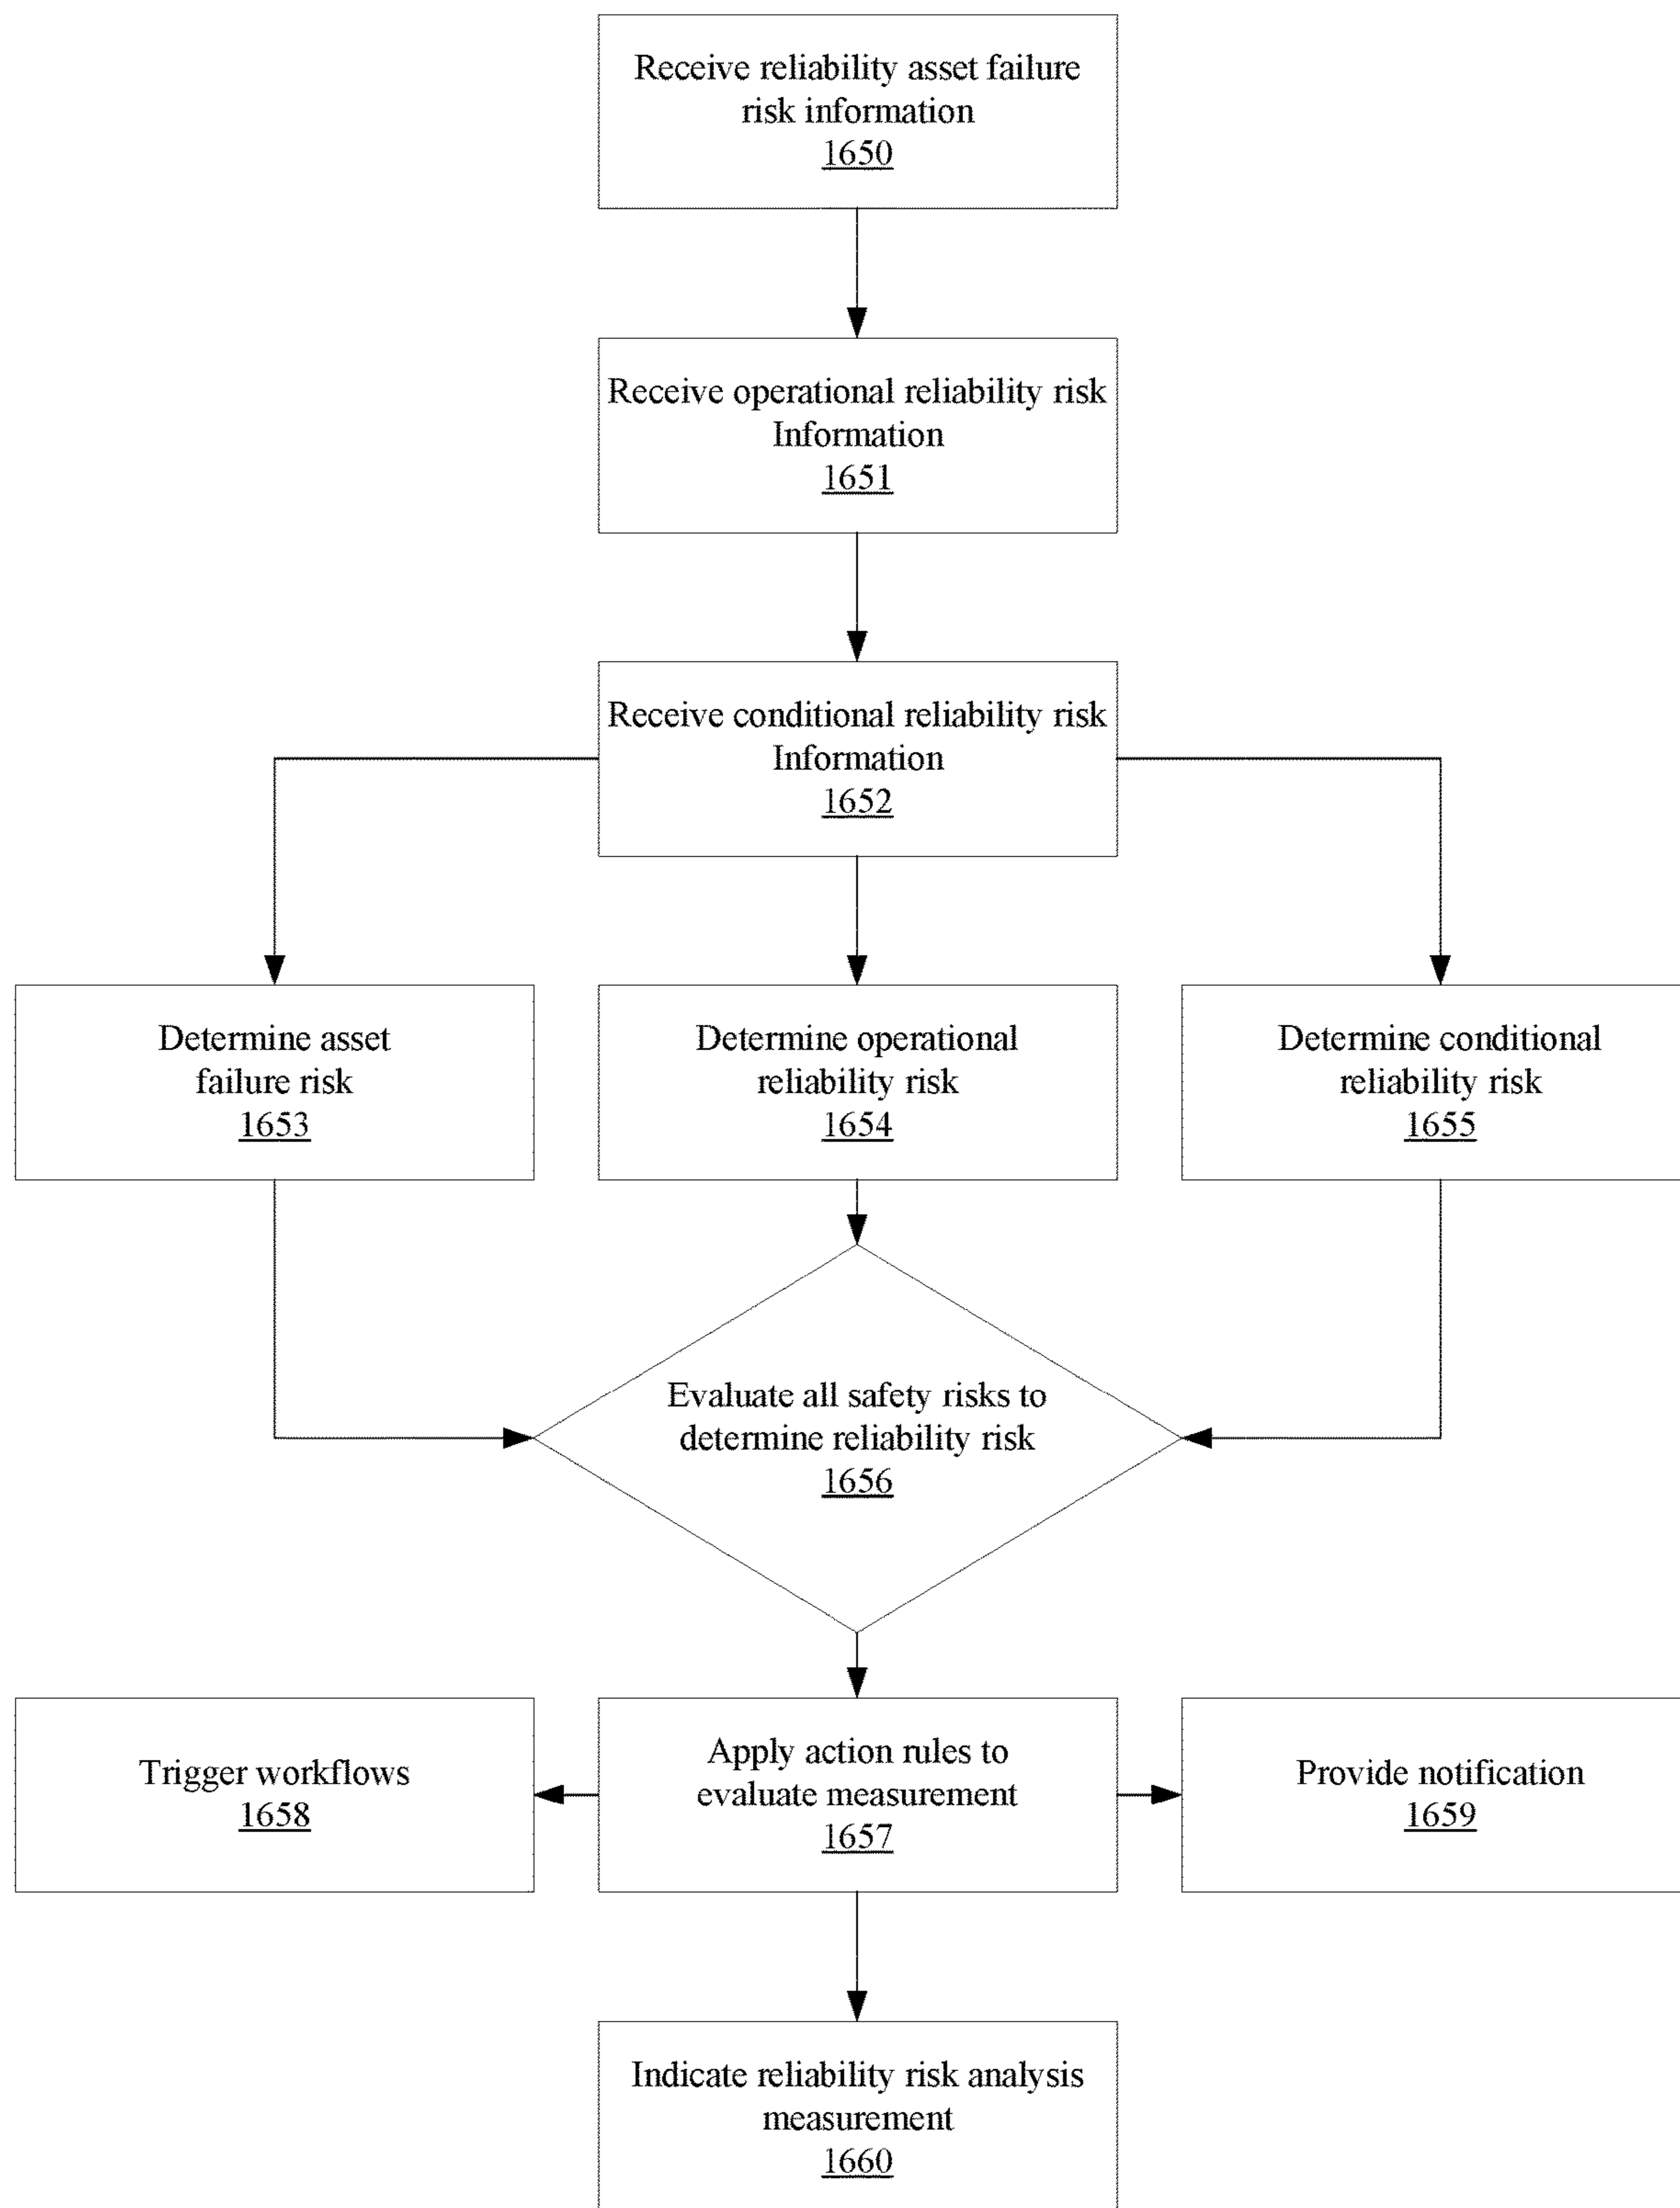 Receive reliability asset failure
risk information
1650
Receive operational reliability risk
Information
1651
Receive conditional reliability risk
Information
1652
Determine asset
failure risk
1653
Determine operational
reliability risk
1654
Determine conditional
reliability risk
1655
Evaluate all safety risks to
determine reliability risk
1656
Trigger workflows
1658
Apply action rules to
evaluate measurement
1657
Provide notification
1659
Indicate reliability risk analysis
measurement
1660